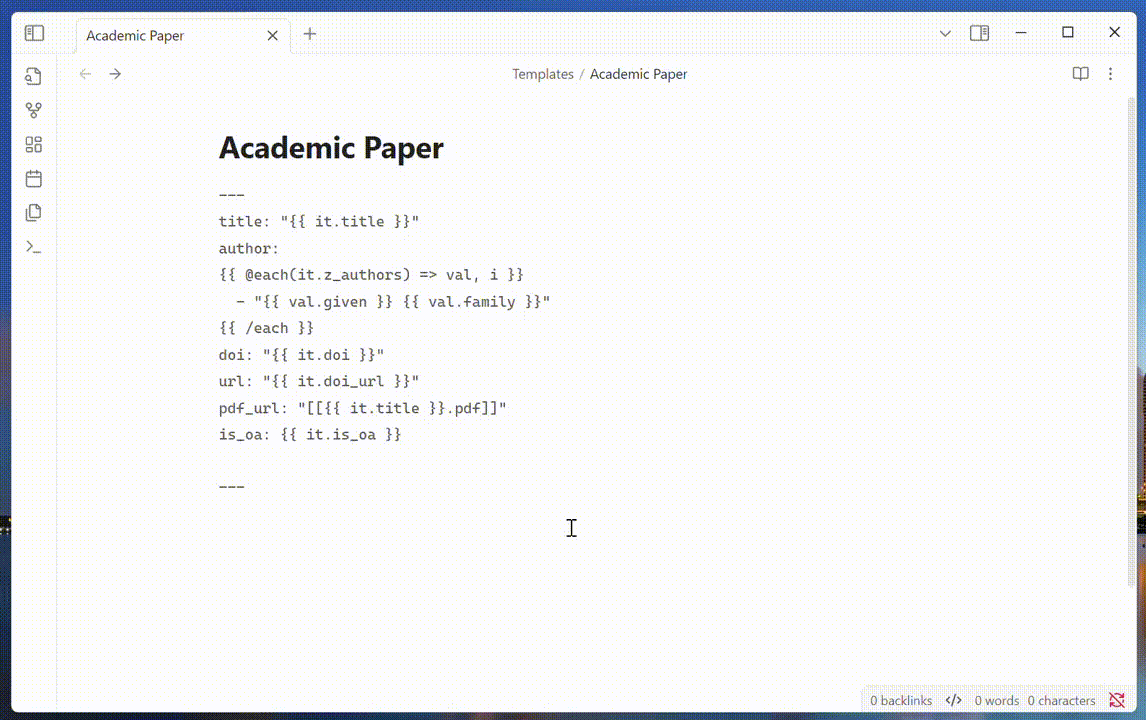 Academic Paper
Templates / Academic Paper
Academic Paper
---
title: "{{ it.title }}"
author:
{{ @each(it.z_authors) => val, i }}
  - "{{ val.given }} {{ val.family }}"
{{ /each }}
doi: "{{ it.doi }}"
url: "{{ it.doi_url }}"
pdf_url: "[[{{ it.title }}.pdf]]"
is_oa: {{ it.is_oa }}
---
0 backlinks </> 0 words 0 characters